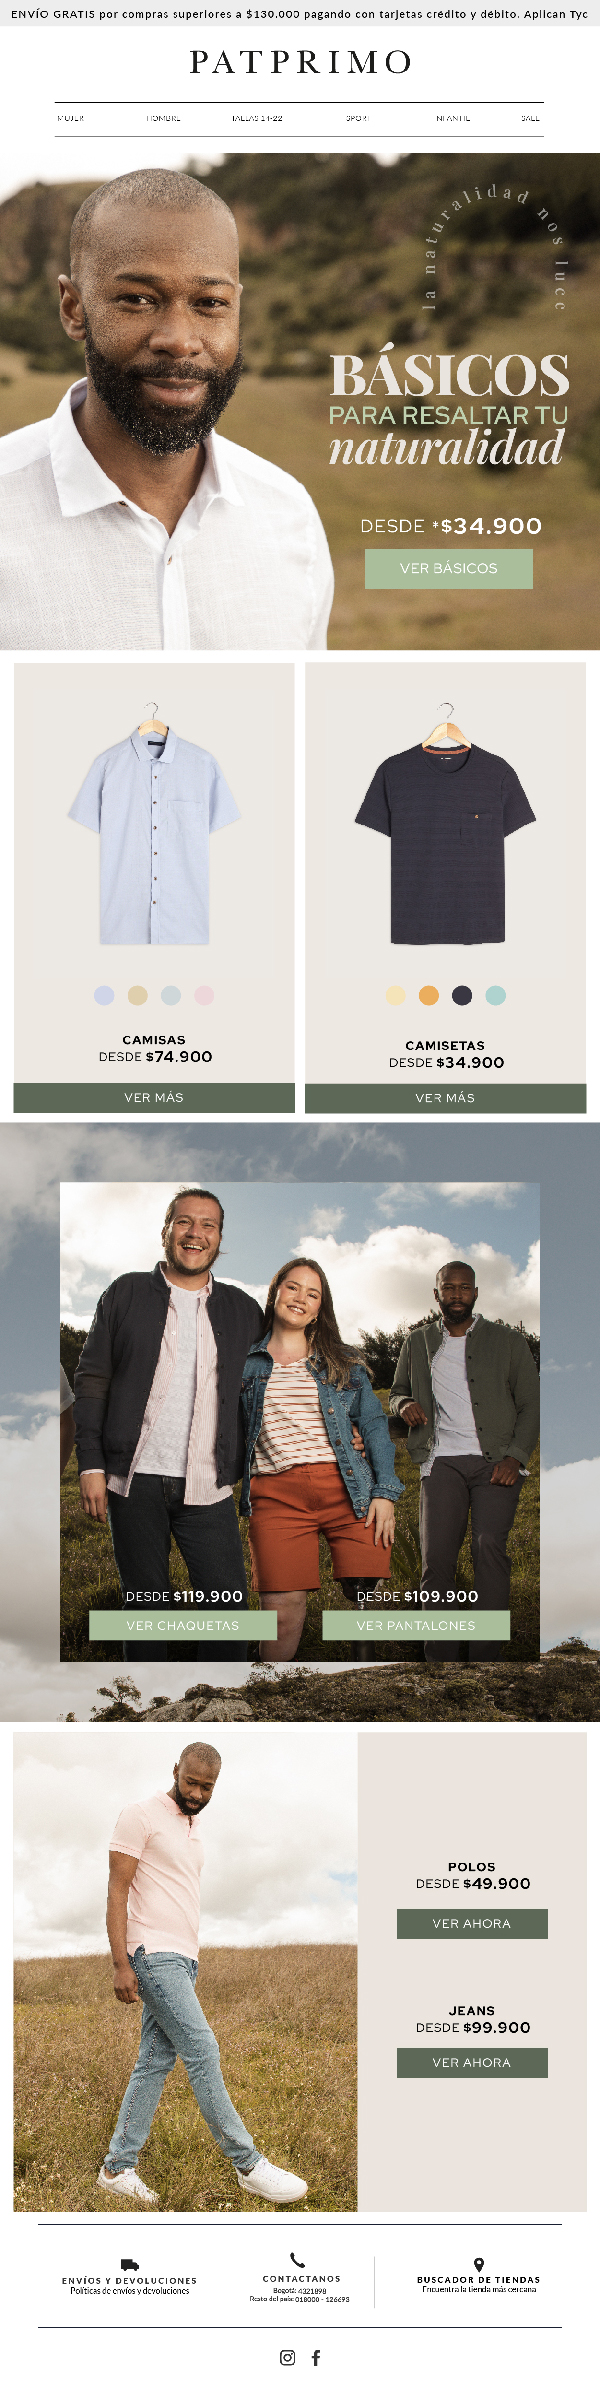 ENVÍO GRATIS por compras superiores a $130.000 pagando con tarjetas crédito y débito. Aplican Tyc
PATPRIMO
MUJER HOMBRE TALLAS 14-22 SPORT INFANTIL SALE
la naturalidad nos luce
BÁSICOS
PARA RESALTAR TU
naturalidad
DESDE *$34.900
VER BÁSICOS
CAMISAS
DESDE $74.900
VER MÁS
CAMISETAS
DESDE $34.900
VER MÁS
DESDE $119.900
VER CHAQUETAS
DESDE $109.900
VER PANTALONES
POLOS
DESDE $49.900
VER AHORA
JEANS
DESDE $99.900
VER AHORA
ENVÍOS Y DEVOLUCIONES
Políticas de envíos y devoluciones
CONTACTANOS
Bogotá: 4321898
Resto del país: 018000 - 126693
BUSCADOR DE TIENDAS
Encuentra la tienda más cercana